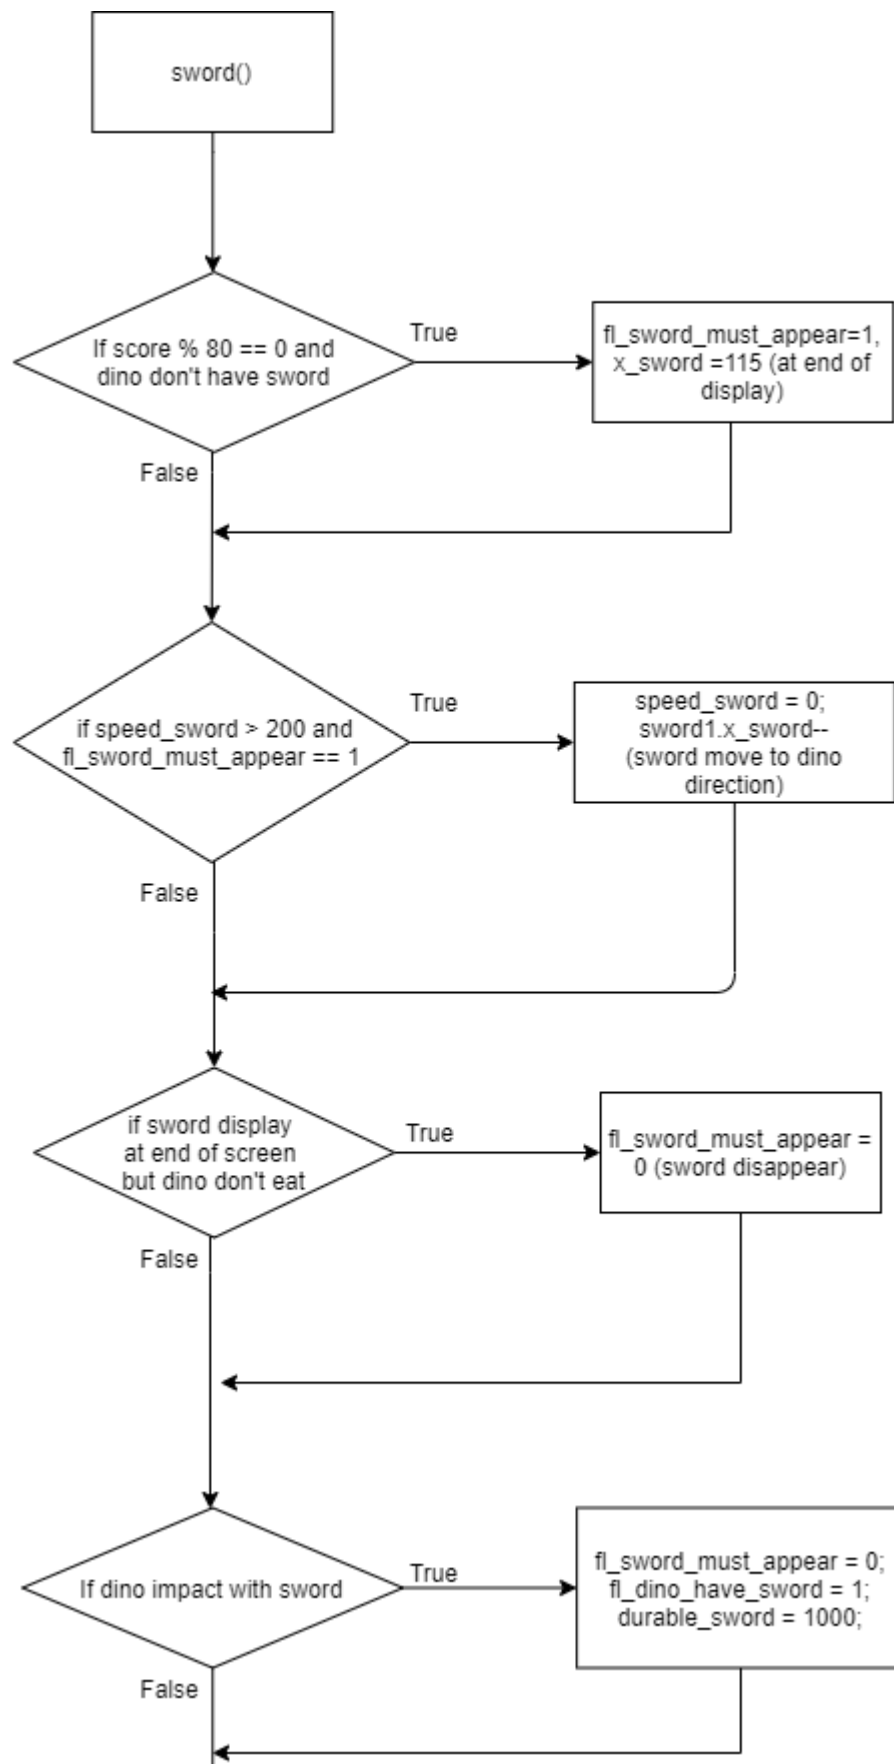 sword()
If score % 80 == 0 and
dino don't have sword
True
fl_sword_must_appear=1,
x_sword =115 (at end of
display)
False
if speed_sword > 200 and
fl_sword_must_appear == 1
True
speed_sword = 0;
sword1.x_sword--
(sword move to dino
direction)
False
if sword display
at end of screen
but dino don't eat
True
fl_sword_must_appear =
0 (sword disappear)
False
If dino impact with sword
True
fl_sword_must_appear = 0;
fl_dino_have_sword = 1;
durable_sword = 1000;
False